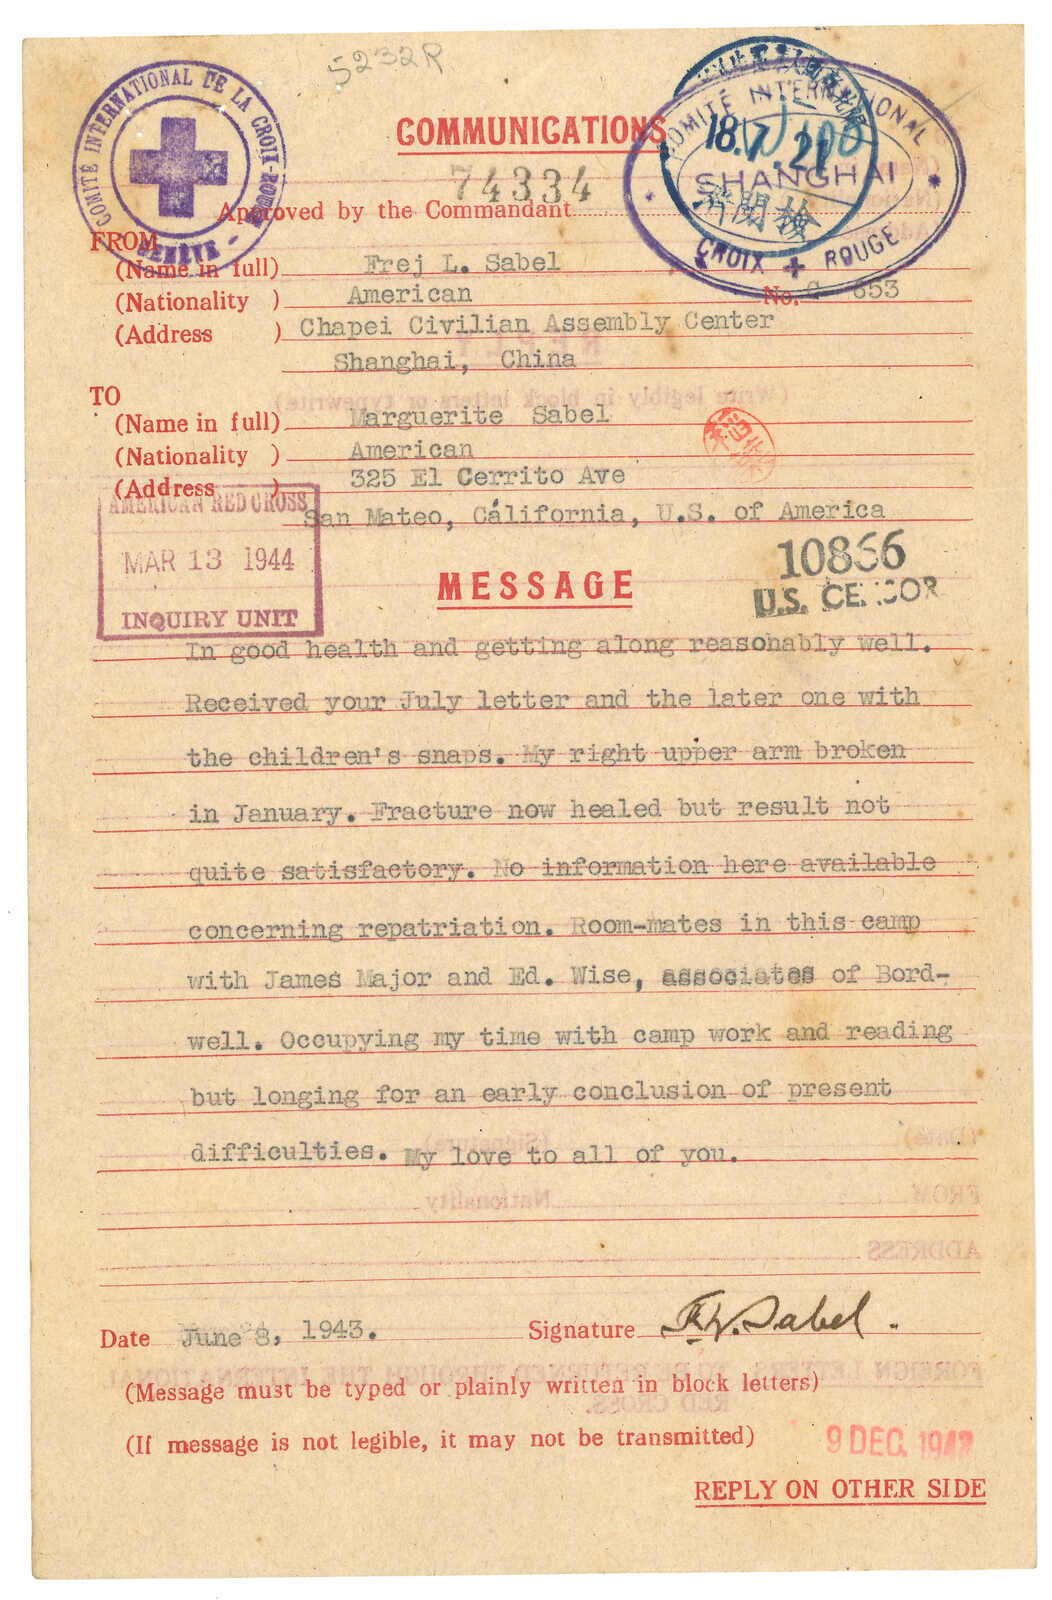 5232R
COMITÉ INTERNATIONAL DE LA CROIX-ROUGE
GENÈVE
COMMUNICATIONS
COMITÉ INTERNATIONAL
SHANGHAI
CROIX ROUGE
18.7.21
檢閱濟
74334
Approved by the Commandant
FROM
(Name in full) Frej L. Sabel
(Nationality ) American No. C 653
(Address ) Chapei Civilian Assembly Center
Shanghai, China
TO
(Name in full) Marguerite Sabel
(Nationality ) American
(Address ) 325 El Cerrito Ave
San Mateo, California, U.S. of America
AMERICAN RED CROSS
MAR 13 1944
INQUIRY UNIT
10866
U.S. CENSOR
MESSAGE
In good health and getting along reasonably well.
Received your July letter and the later one with
the children's snaps. My right upper arm broken
in January. Fracture now healed but result not
quite satisfactory. No information here available
concerning repatriation. Room-mates in this camp
with James Major and Ed. Wise, associates of Bord-
well. Occupying my time with camp work and reading
but longing for an early conclusion of present
difficulties. My love to all of you.
Date June 8, 1943. Signature F.L. Sabel.
(Message must be typed or plainly written in block letters)
(If message is not legible, it may not be transmitted)
9 DEC. 1943
REPLY ON OTHER SIDE